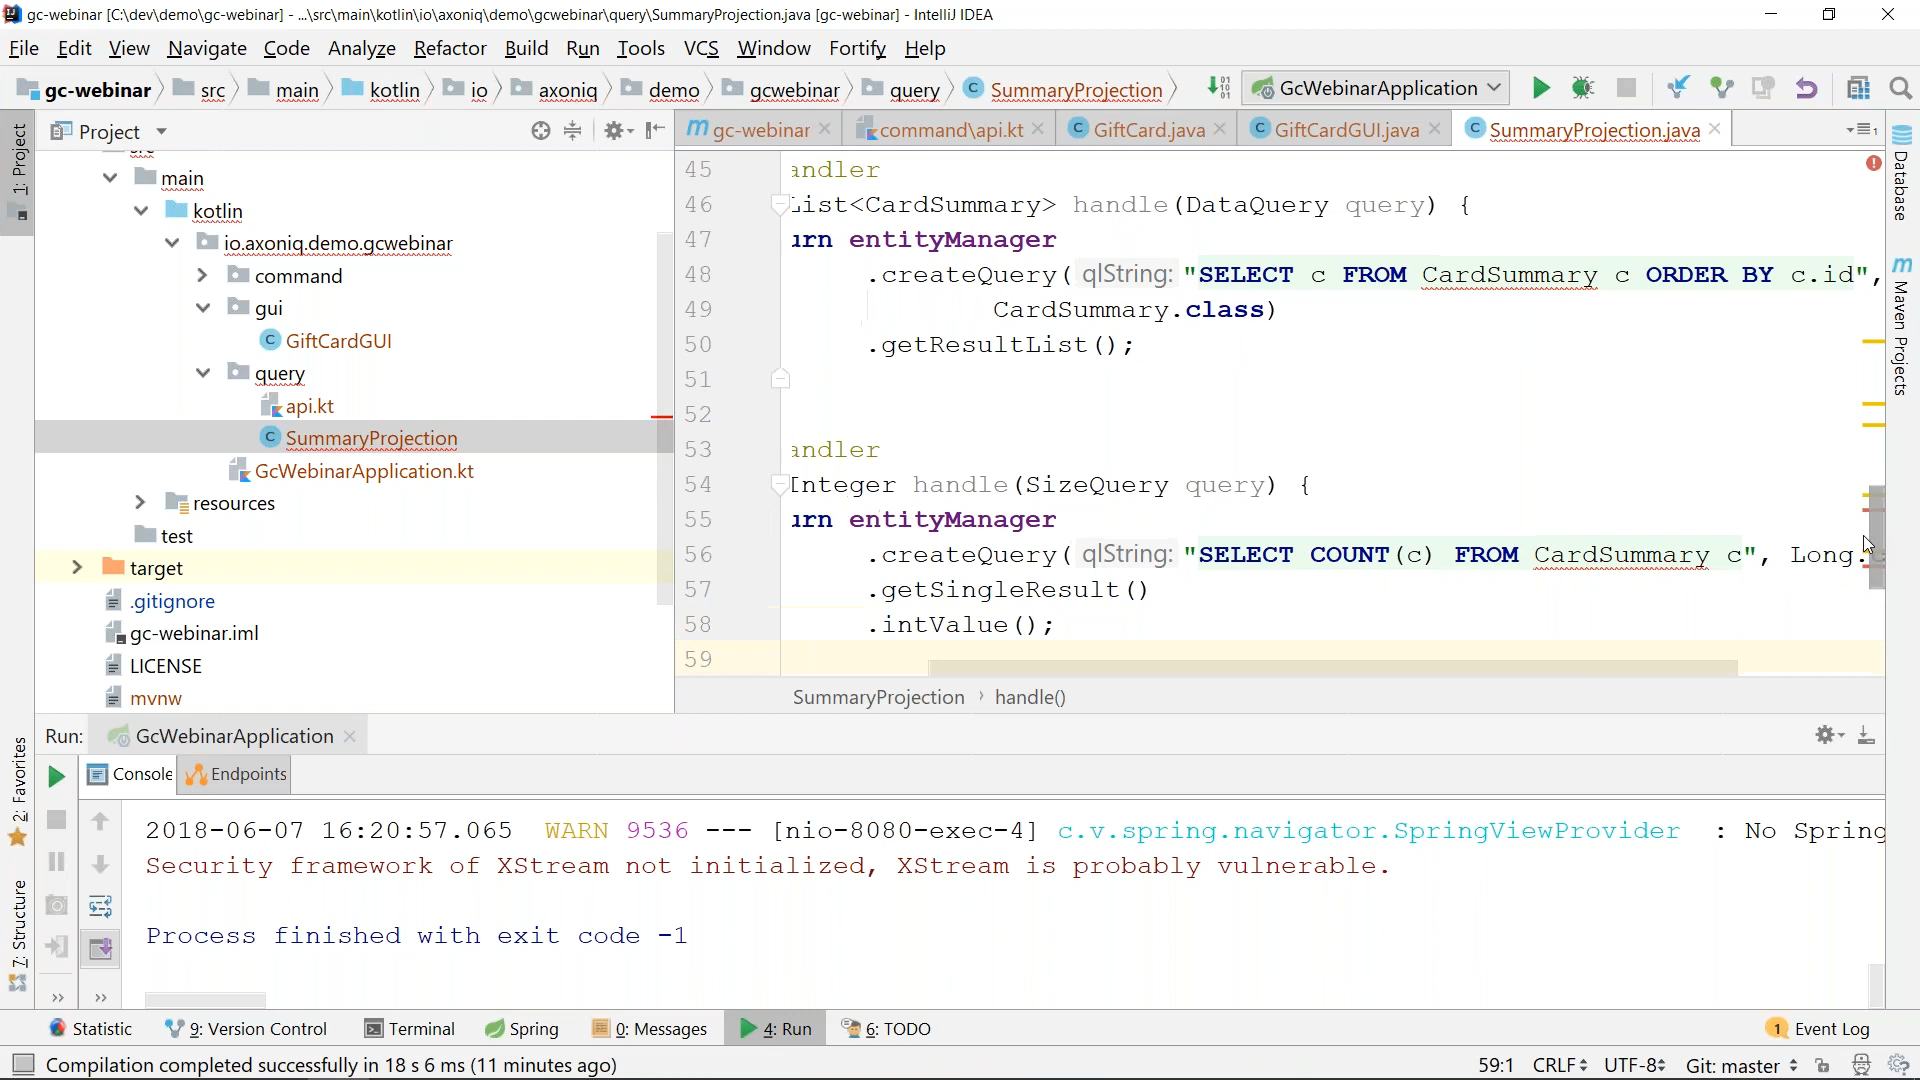 gc-webinar [C:\dev\demo\gc-webinar] - ...\src\main\kotlin\io\axoniq\demo\gcwebinar\query\SummaryProjection.java [gc-webinar] - IntelliJ IDEA
File Edit View Navigate Code Analyze Refactor Build Run Tools VCS Window Fortify Help
gc-webinar src main kotlin io axoniq demo gcwebinar query SummaryProjection GcWebinarApplication
Project
gc-webinar command\api.kt GiftCard.java GiftCardGUI.java SummaryProjection.java
1: Project
2: Favorites
7: Structure
Database
Maven Projects
src
main
kotlin
io.axoniq.demo.gcwebinar
command
gui
GiftCardGUI
query
api.kt
SummaryProjection
GcWebinarApplication.kt
resources
test
target
.gitignore
gc-webinar.iml
LICENSE
mvnw
45 andler
46 List<CardSummary> handle(DataQuery query) {
47 urn entityManager
48 .createQuery( qlString: "SELECT c FROM CardSummary c ORDER BY c.id",
49 CardSummary.class)
50 .getResultList();
51
52
53 andler
54 Integer handle(SizeQuery query) {
55 urn entityManager
56 .createQuery( qlString: "SELECT COUNT(c) FROM CardSummary c", Long.
57 .getSingleResult()
58 .intValue();
59
SummaryProjection › handle()
Run: GcWebinarApplication
Console Endpoints
2018-06-07 16:20:57.065 WARN 9536 --- [nio-8080-exec-4] c.v.spring.navigator.SpringViewProvider : No Spring
Security framework of XStream not initialized, XStream is probably vulnerable.
Process finished with exit code -1
Statistic 9: Version Control Terminal Spring 0: Messages 4: Run 6: TODO 1 Event Log
Compilation completed successfully in 18 s 6 ms (11 minutes ago) 59:1 CRLF UTF-8 Git: master